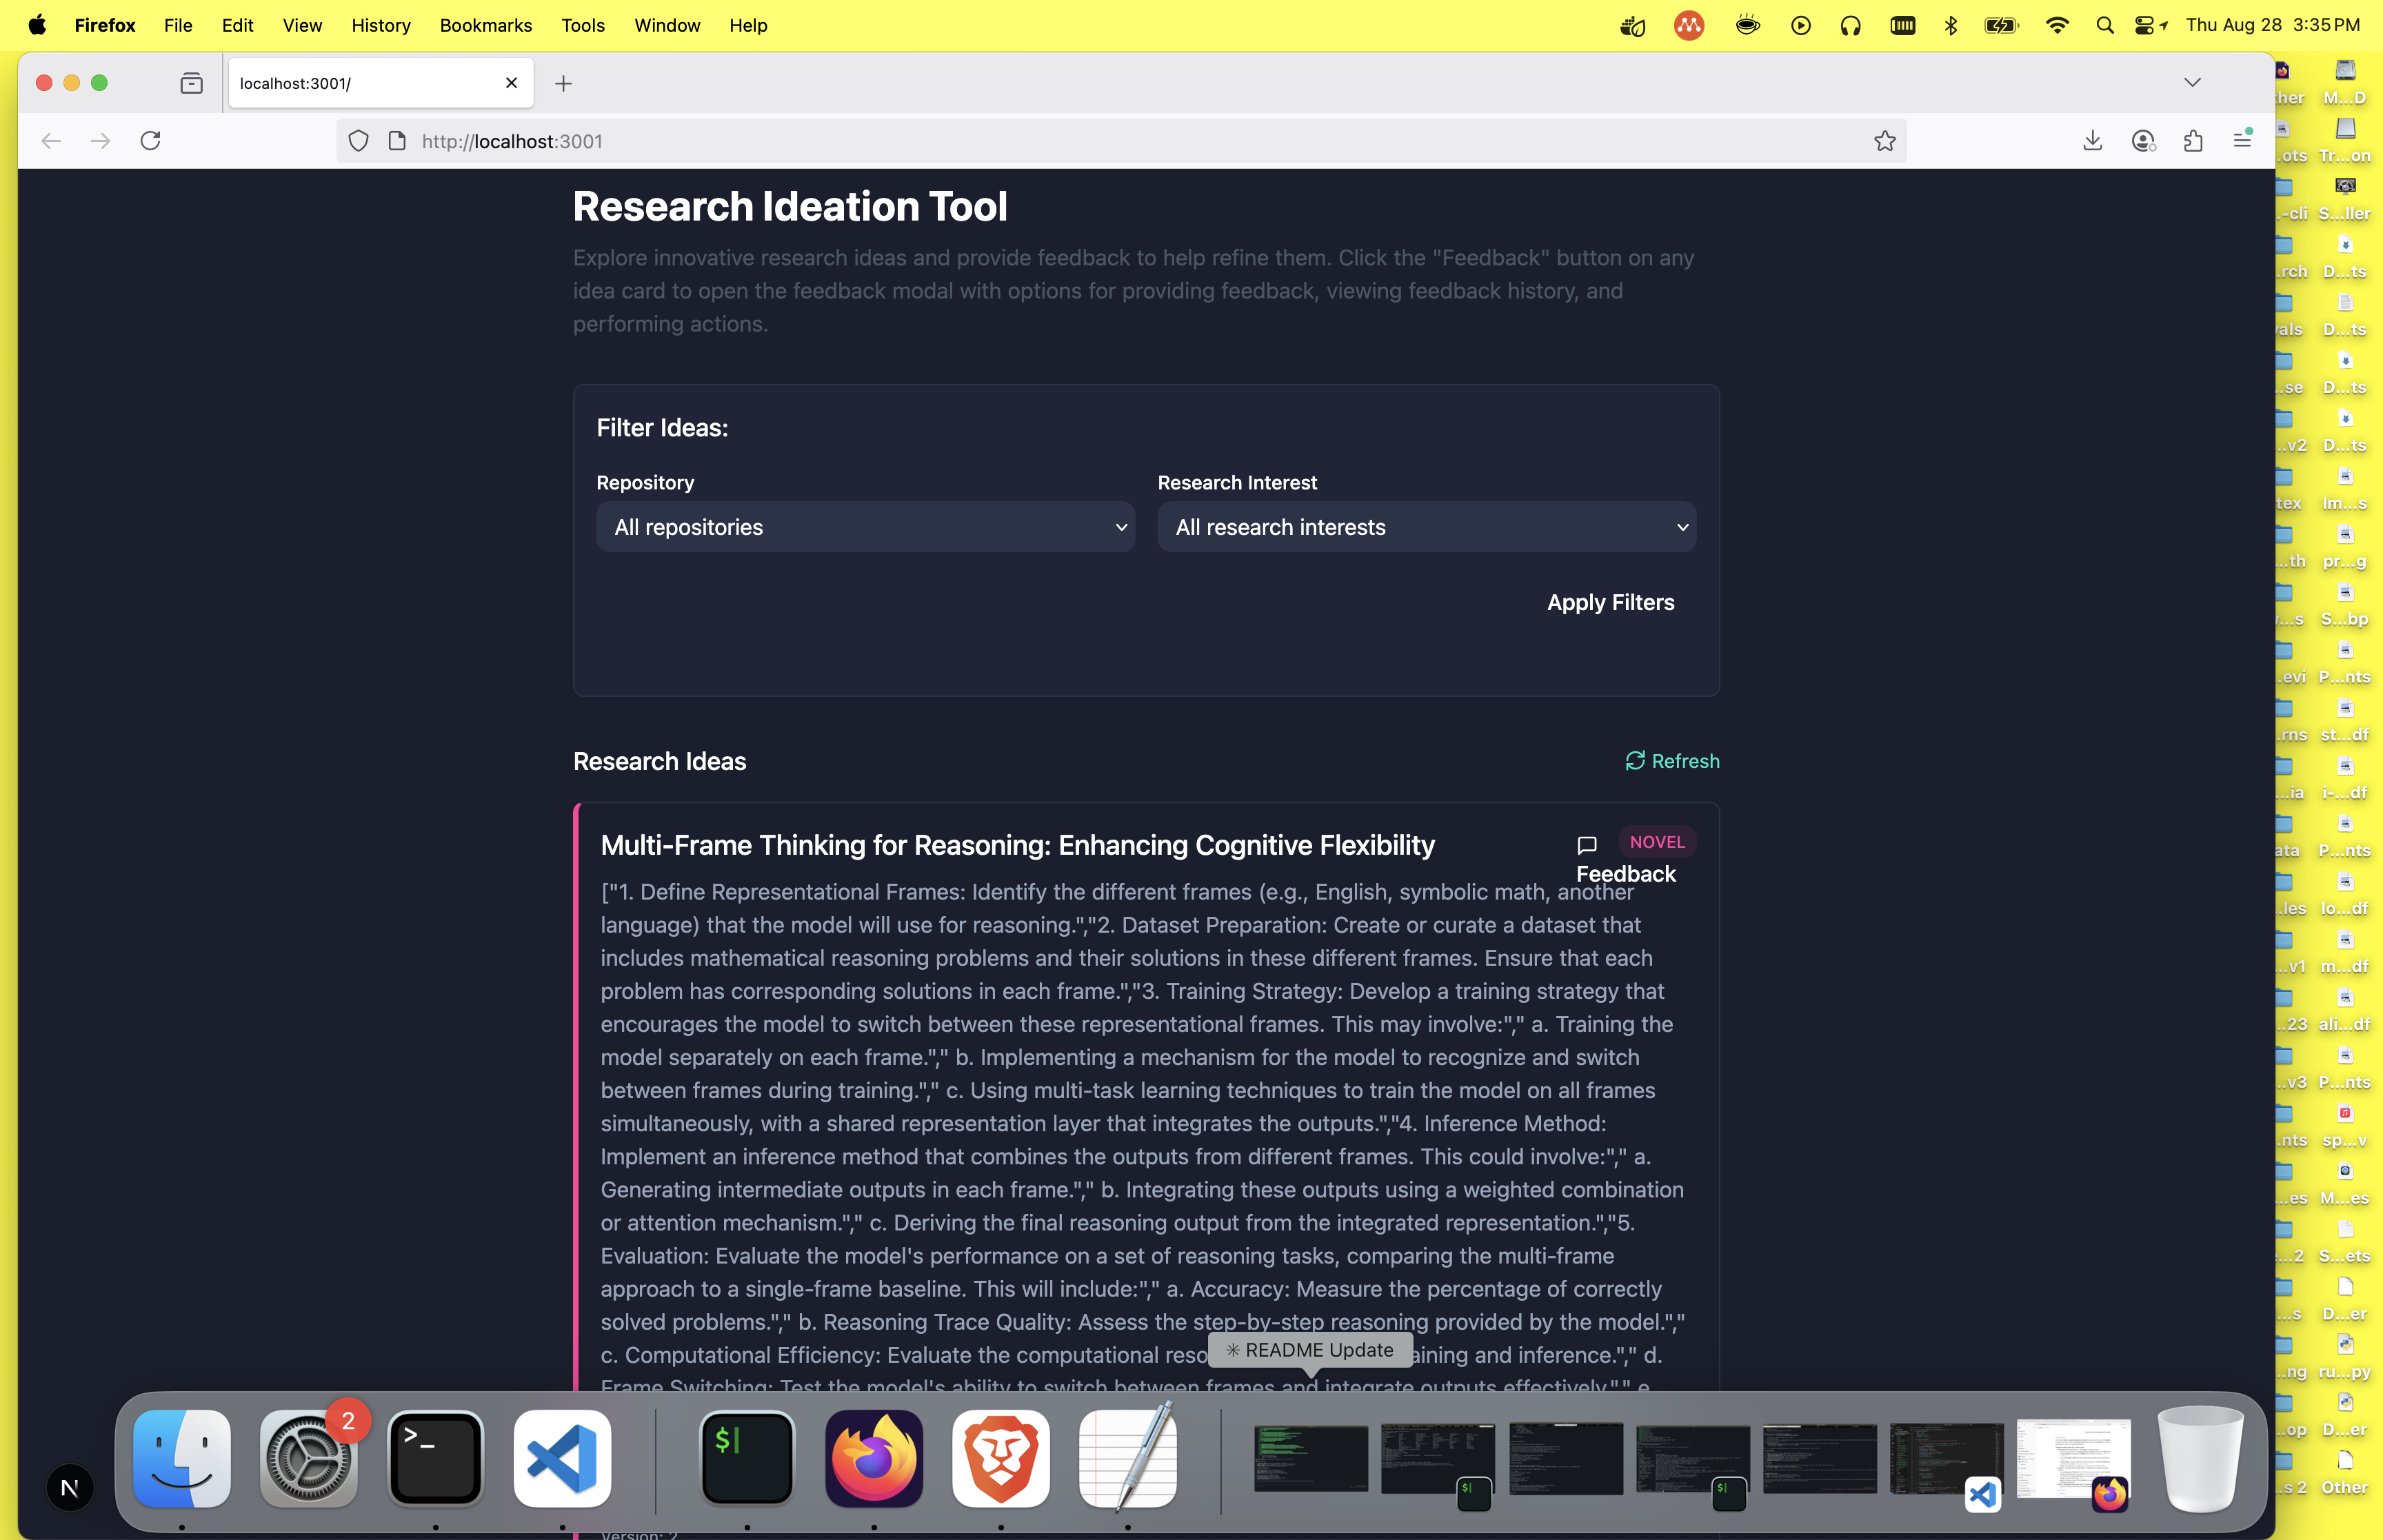 Firefox File Edit View History Bookmarks Tools Window Help
Thu Aug 28 3:35 PM
localhost:3001/
http://localhost:3001
Research Ideation Tool
Explore innovative research ideas and provide feedback to help refine them. Click the "Feedback" button on any
idea card to open the feedback modal with options for providing feedback, viewing feedback history, and
performing actions.
Filter Ideas:
Repository
Research Interest
All repositories
All research interests
Apply Filters
Research Ideas
Refresh
Multi-Frame Thinking for Reasoning: Enhancing Cognitive Flexibility
NOVEL
Feedback
["1. Define Representational Frames: Identify the different frames (e.g., English, symbolic math, another
language) that the model will use for reasoning.","2. Dataset Preparation: Create or curate a dataset that
includes mathematical reasoning problems and their solutions in these different frames. Ensure that each
problem has corresponding solutions in each frame.","3. Training Strategy: Develop a training strategy that
encourages the model to switch between these representational frames. This may involve:"," a. Training the
model separately on each frame."," b. Implementing a mechanism for the model to recognize and switch
between frames during training."," c. Using multi-task learning techniques to train the model on all frames
simultaneously, with a shared representation layer that integrates the outputs.","4. Inference Method:
Implement an inference method that combines the outputs from different frames. This could involve:"," a.
Generating intermediate outputs in each frame."," b. Integrating these outputs using a weighted combination
or attention mechanism."," c. Deriving the final reasoning output from the integrated representation.","5.
Evaluation: Evaluate the model's performance on a set of reasoning tasks, comparing the multi-frame
approach to a single-frame baseline. This will include:"," a. Accuracy: Measure the percentage of correctly
solved problems."," b. Reasoning Trace Quality: Assess the step-by-step reasoning provided by the model.","
c. Computational Efficiency: Evaluate the computational reso aining and inference."," d.
✳ README Update
Frame Switching: Test the model's ability to switch between frames and integrate outputs effectively."," e
2
>_
$
N
Version: 2
her M...D
.ots Tr...on
.-cli S...ller
.rch D...ts
vals D...ts
...se D...ts
...v2 D...ts
tex Im...s
...th pr...g
...s S...bp
.evi P...nts
.rns st...df
...ia i-...df
ata P...nts
.les lo...df
...v1 m...df
...23 ali...df
...v3 P...nts
.nts sp...v
...es M...es
...2 S...ets
...s D...er
...ng ru...py
...op D...er
...s 2 Other